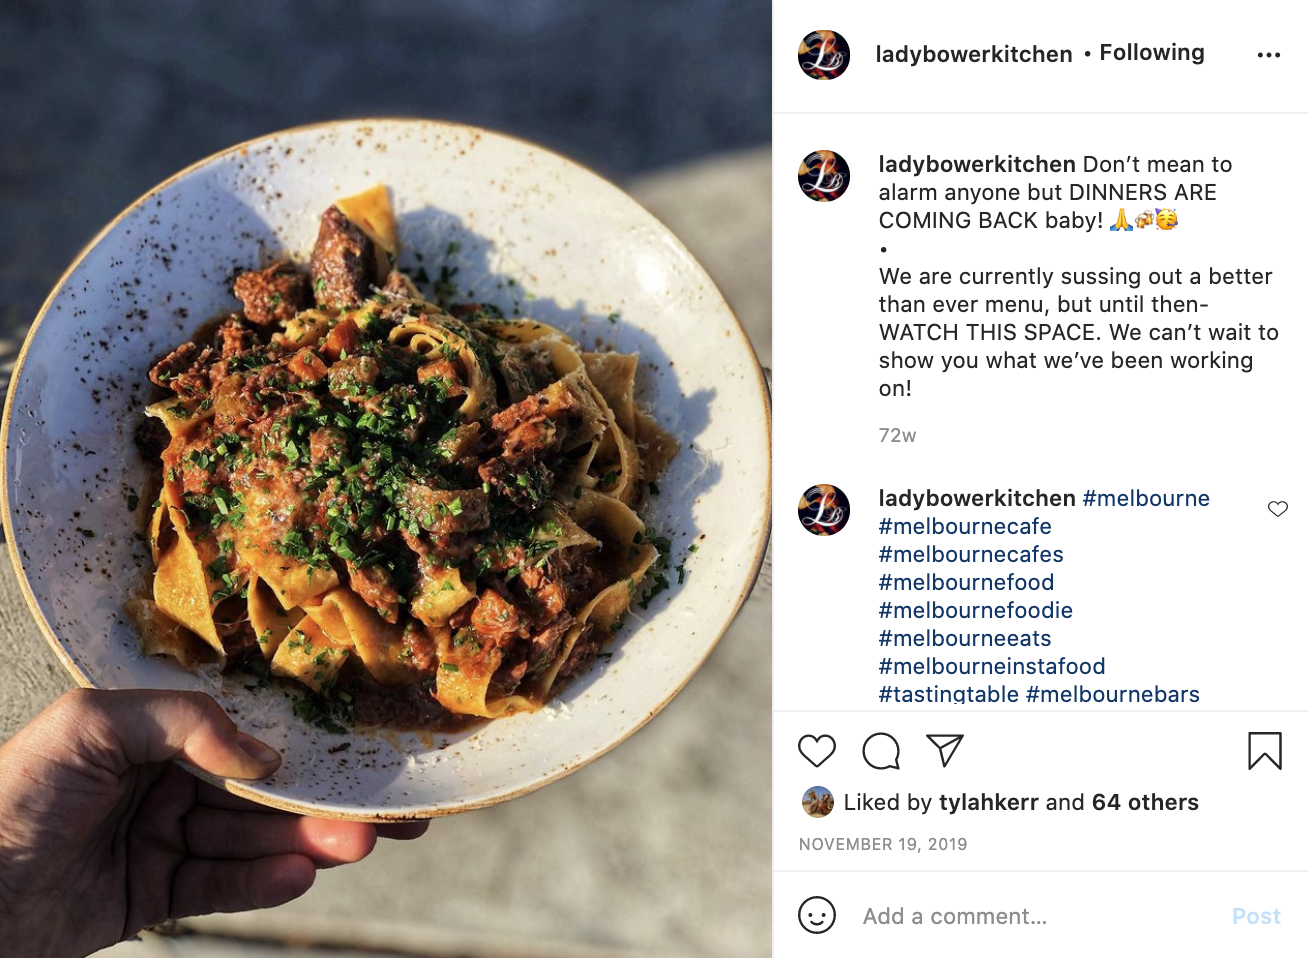 ladybowerkitchen • Following
ladybowerkitchen Don’t mean to
alarm anyone but DINNERS ARE
COMING BACK baby! 🙏🍻🥳
•
We are currently sussing out a better
than ever menu, but until then-
WATCH THIS SPACE. We can’t wait to
show you what we’ve been working
on!
72w
ladybowerkitchen #melbourne
#melbournecafe
#melbournecafes
#melbournefood
#melbournefoodie
#melbourneeats
#melbourneinstafood
#tastingtable #melbournebars
Liked by tylahkerr and 64 others
NOVEMBER 19, 2019
Add a comment...
Post